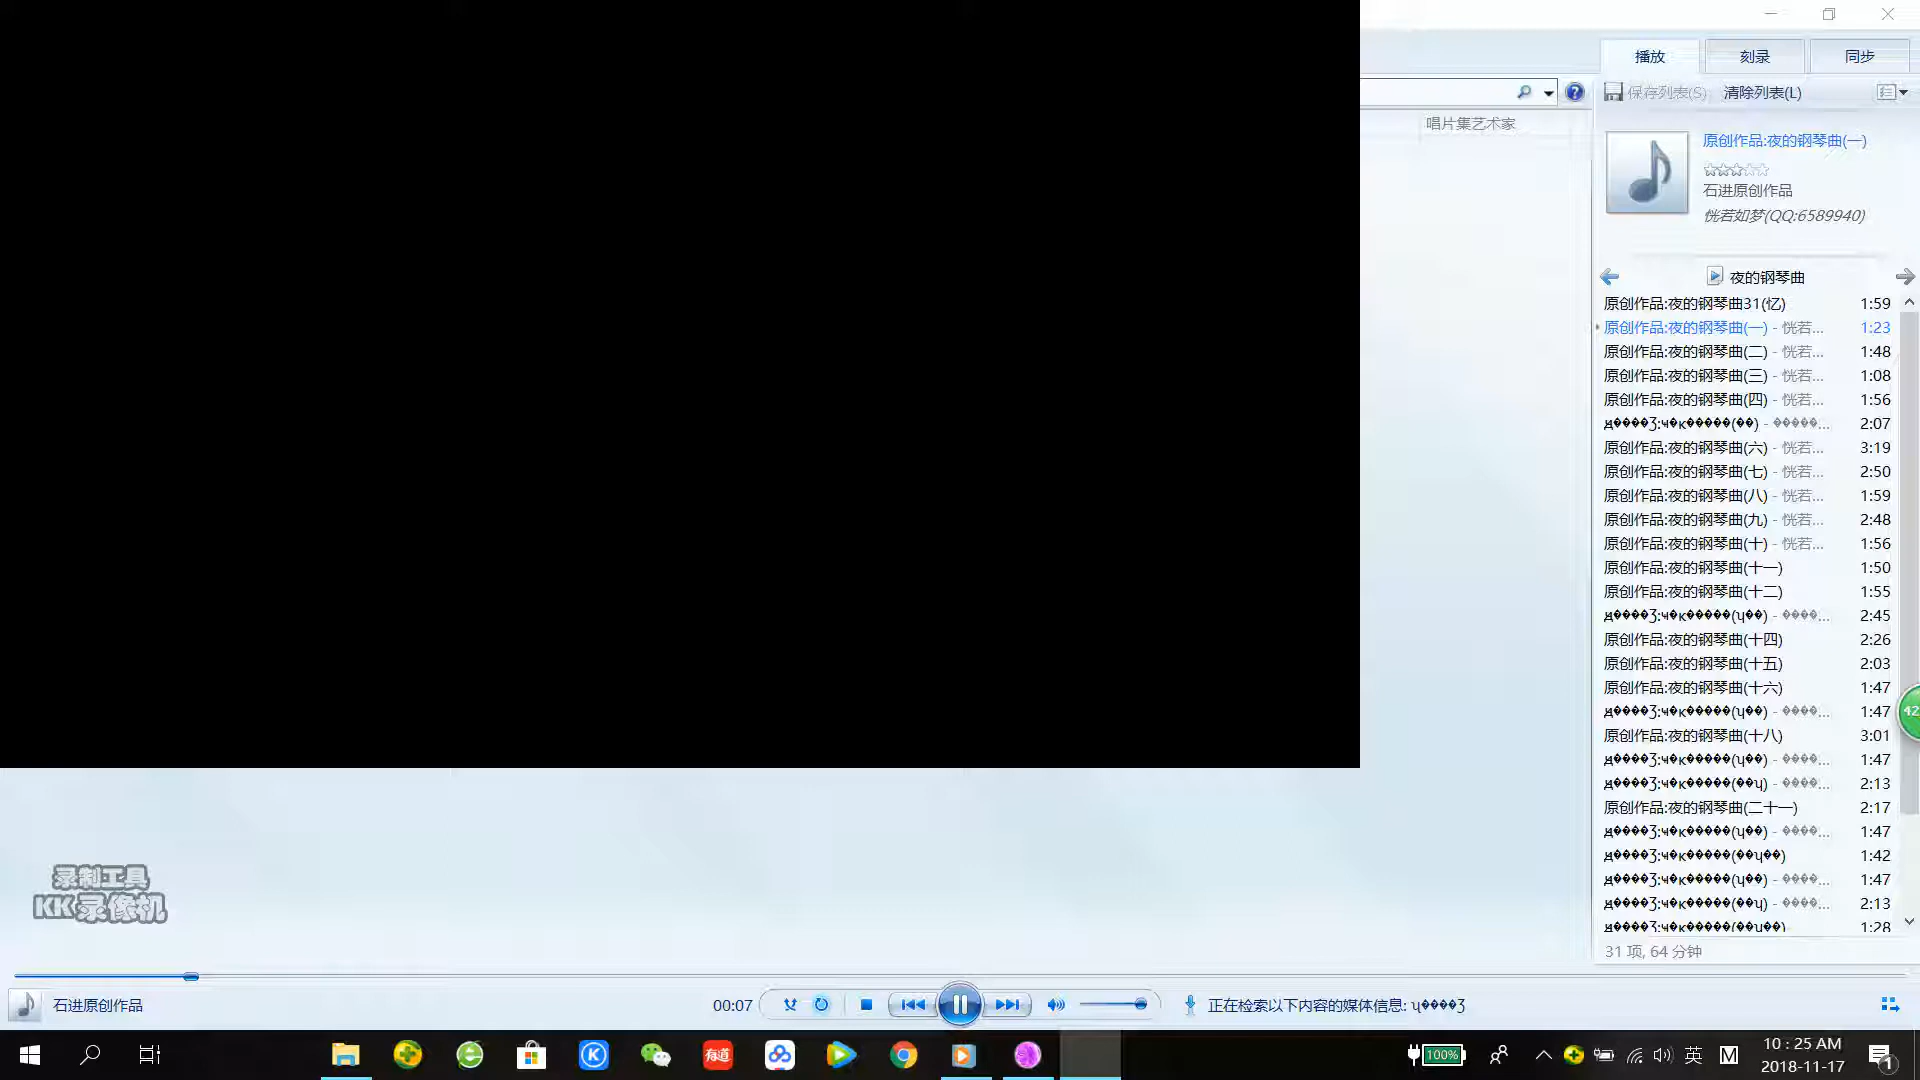 播放
刻录
同步
保存列表(S)
清除列表(L)
唱片集艺术家
原创作品:夜的钢琴曲(一)
石进原创作品
恍若如梦(QQ:6589940)
夜的钢琴曲
原创作品:夜的钢琴曲31(忆) 1:59
原创作品:夜的钢琴曲(一) - 恍若... 1:23
原创作品:夜的钢琴曲(二) - 恍若... 1:48
原创作品:夜的钢琴曲(三) - 恍若... 1:08
原创作品:夜的钢琴曲(四) - 恍若... 1:56
2:07
原创作品:夜的钢琴曲(六) - 恍若... 3:19
原创作品:夜的钢琴曲(七) - 恍若... 2:50
原创作品:夜的钢琴曲(八) - 恍若... 1:59
原创作品:夜的钢琴曲(九) - 恍若... 2:48
原创作品:夜的钢琴曲(十) - 恍若... 1:56
原创作品:夜的钢琴曲(十一) 1:50
原创作品:夜的钢琴曲(十二) 1:55
2:45
原创作品:夜的钢琴曲(十四) 2:26
原创作品:夜的钢琴曲(十五) 2:03
原创作品:夜的钢琴曲(十六) 1:47
1:47
原创作品:夜的钢琴曲(十八) 3:01
1:47
2:13
原创作品:夜的钢琴曲(二十一) 2:17
1:47
1:42
1:47
2:13
1:28
42
31 项, 64 分钟
录制工具
KK 录像机
石进原创作品
00:07
正在检索以下内容的媒体信息:
有道
100%
英
M
10:25 AM
2018-11-17
1